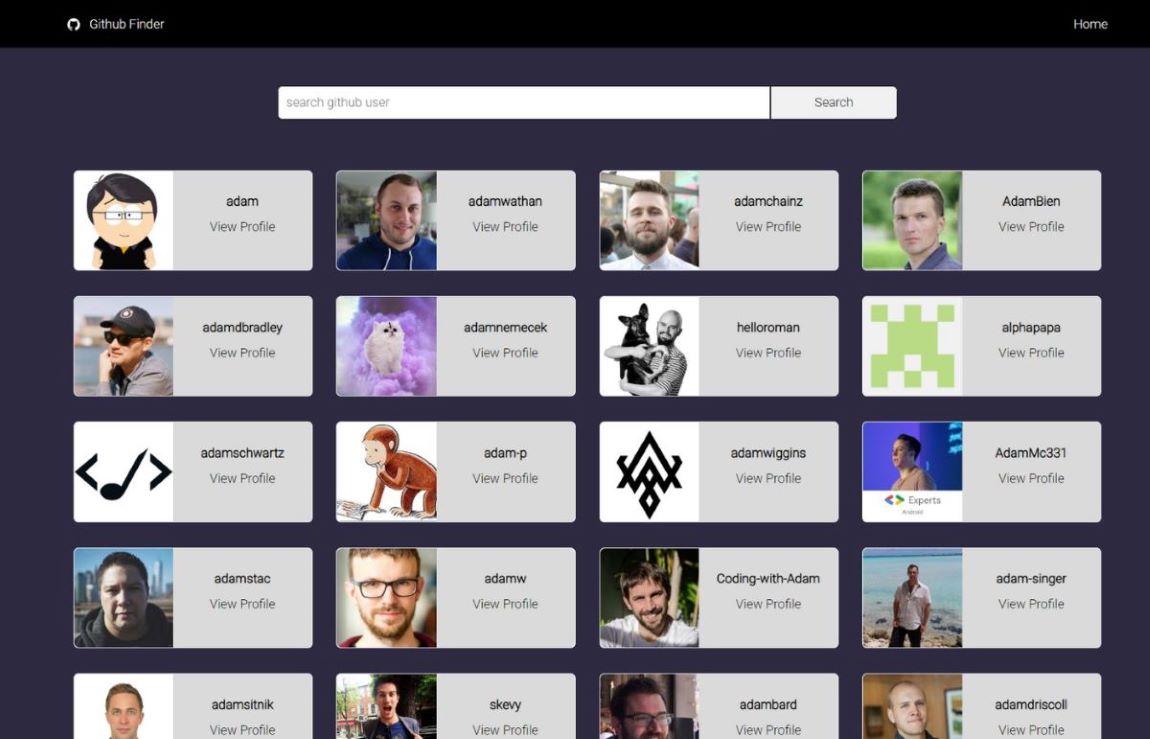 Github Finder
Home
search github user
Search
adam
View Profile
adamwathan
View Profile
adamchainz
View Profile
AdamBien
View Profile
adamdbradley
View Profile
adamnemecek
View Profile
helloroman
View Profile
alphapapa
View Profile
adamschwartz
View Profile
adam-p
View Profile
adamwiggins
View Profile
AdamMc331
View Profile
Experts
Android
adamstac
View Profile
adamw
View Profile
Coding-with-Adam
View Profile
adam-singer
View Profile
adamsitnik
View Profile
skevy
View Profile
adambard
View Profile
adamdriscoll
View Profile